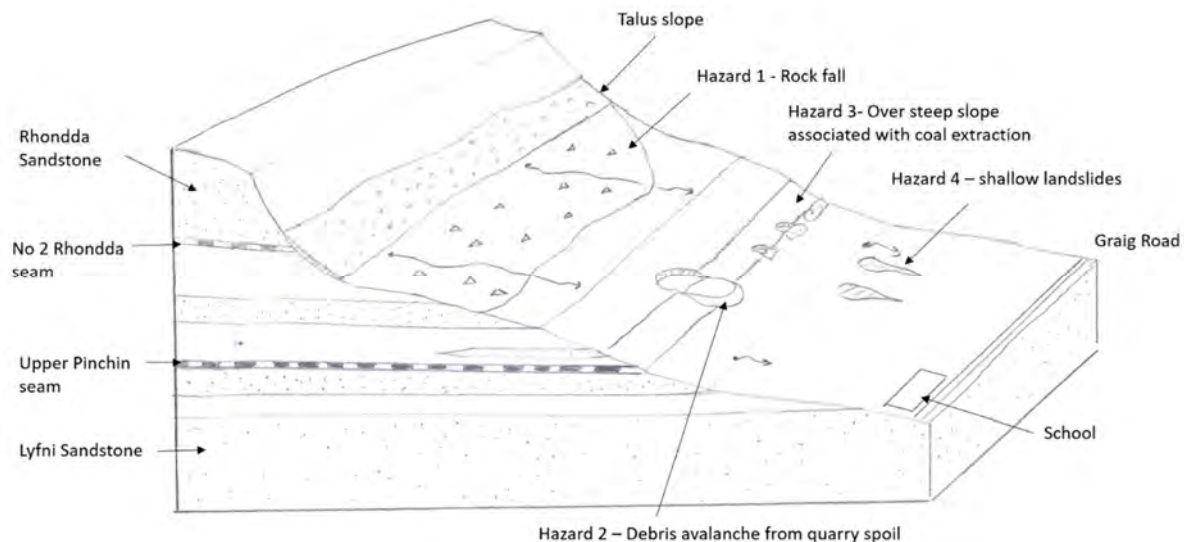 Talus slope
Hazard 1 - Rock fall
Hazard 3- Over steep slope
associated with coal extraction
Rhondda
Sandstone
Hazard 4 – shallow landslides
No 2 Rhondda
seam
Graig Road
Upper Pinchin
seam
Lyfni Sandstone
School
Hazard 2 – Debris avalanche from quarry spoil